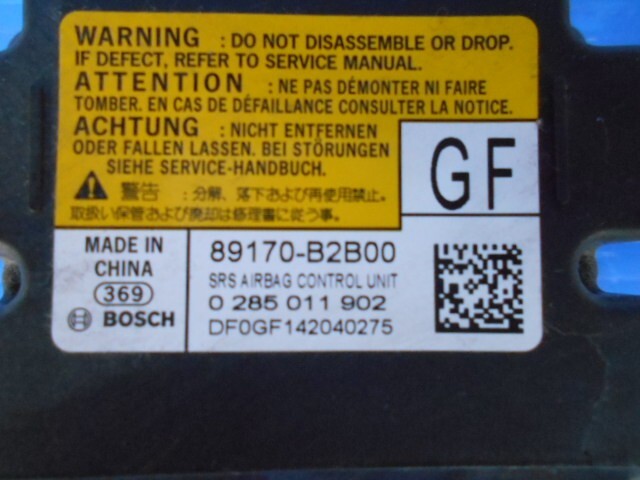 WARNING : DO NOT DISASSEMBLE OR DROP.
IF DEFECT, REFER TO SERVICE MANUAL.
ATTENTION : NE PAS DÉMONTER NI FAIRE
TOMBER. EN CAS DE DÉFAILLANCE CONSULTER LA NOTICE.
ACHTUNG : NICHT ENTFERNEN
ODER FALLEN LASSEN. BEI STÖRUNGEN
SIEHE SERVICE-HANDBUCH.
警告 : 分解、落下および再使用禁止。
取扱い保管および廃却は修理書に従う事。
GF
MADE IN
CHINA
369
BOSCH
89170-B2B00
SRS AIRBAG CONTROL UNIT
0 285 011 902
DF0GF142040275